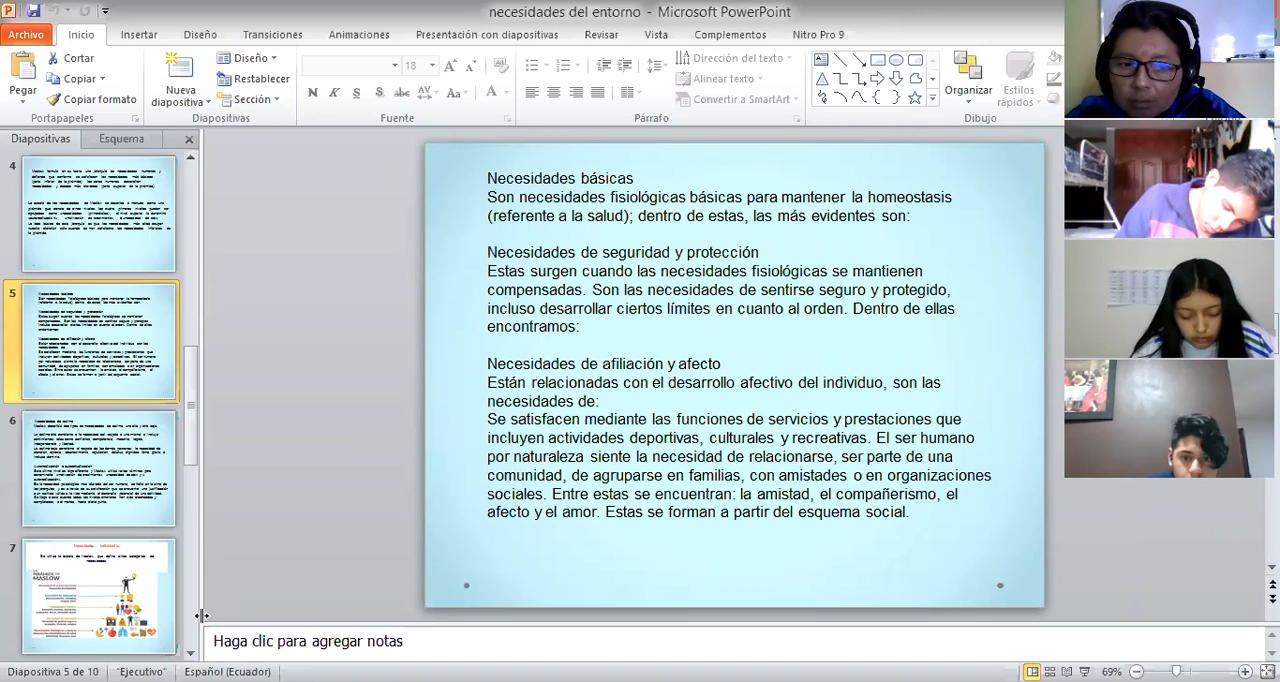 necesidades del entorno - Microsoft PowerPoint
Archivo Inicio Insertar Diseño Transiciones Animaciones Presentación con diapositivas Revisar Vista Complementos Nitro Pro 9
Pegar
Cortar
Copiar
Copiar formato
Portapapeles
Nueva diapositiva
Diseño
Restablecer
Sección
Diapositivas
18
N K S S abc AV Aa A
Fuente
Dirección del texto
Alinear texto
Convertir a SmartArt
Párrafo
Organizar
Estilos rápidos
Dibujo
Diapositivas Esquema
4
5
6
7
MASLOW
Necesidades básicas
Son necesidades fisiológicas básicas para mantener la homeostasis
(referente a la salud); dentro de estas, las más evidentes son:
Necesidades de seguridad y protección
Estas surgen cuando las necesidades fisiológicas se mantienen
compensadas. Son las necesidades de sentirse seguro y protegido,
incluso desarrollar ciertos límites en cuanto al orden. Dentro de ellas
encontramos:
Necesidades de afiliación y afecto
Están relacionadas con el desarrollo afectivo del individuo, son las
necesidades de:
Se satisfacen mediante las funciones de servicios y prestaciones que
incluyen actividades deportivas, culturales y recreativas. El ser humano
por naturaleza siente la necesidad de relacionarse, ser parte de una
comunidad, de agruparse en familias, con amistades o en organizaciones
sociales. Entre estas se encuentran: la amistad, el compañerismo, el
afecto y el amor. Estas se forman a partir del esquema social.
Haga clic para agregar notas
Diapositiva 5 de 10 "Ejecutivo" Español (Ecuador) 69%